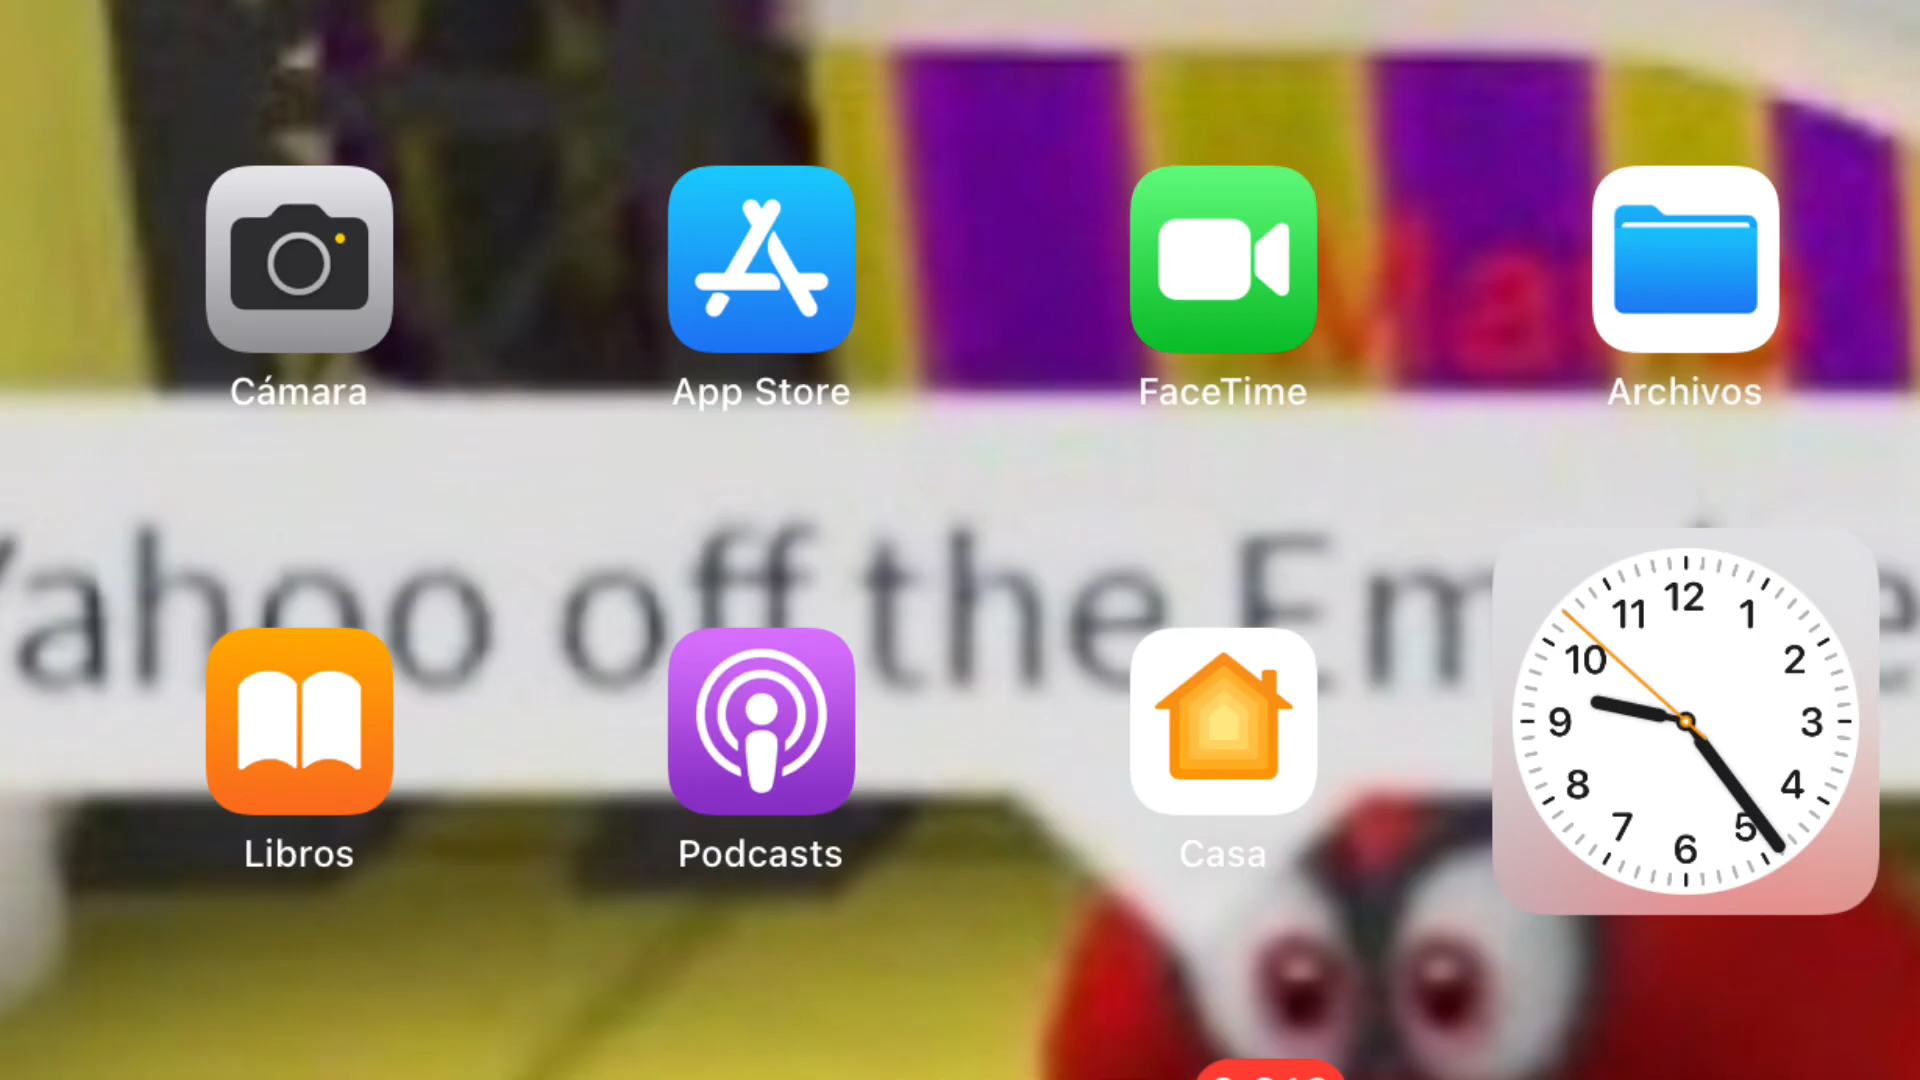 Cámara
App Store
FaceTime
Archivos
Yahoo off the Em
Libros
Podcasts
Casa
12
1
2
3
4
5
6
7
8
9
10
11